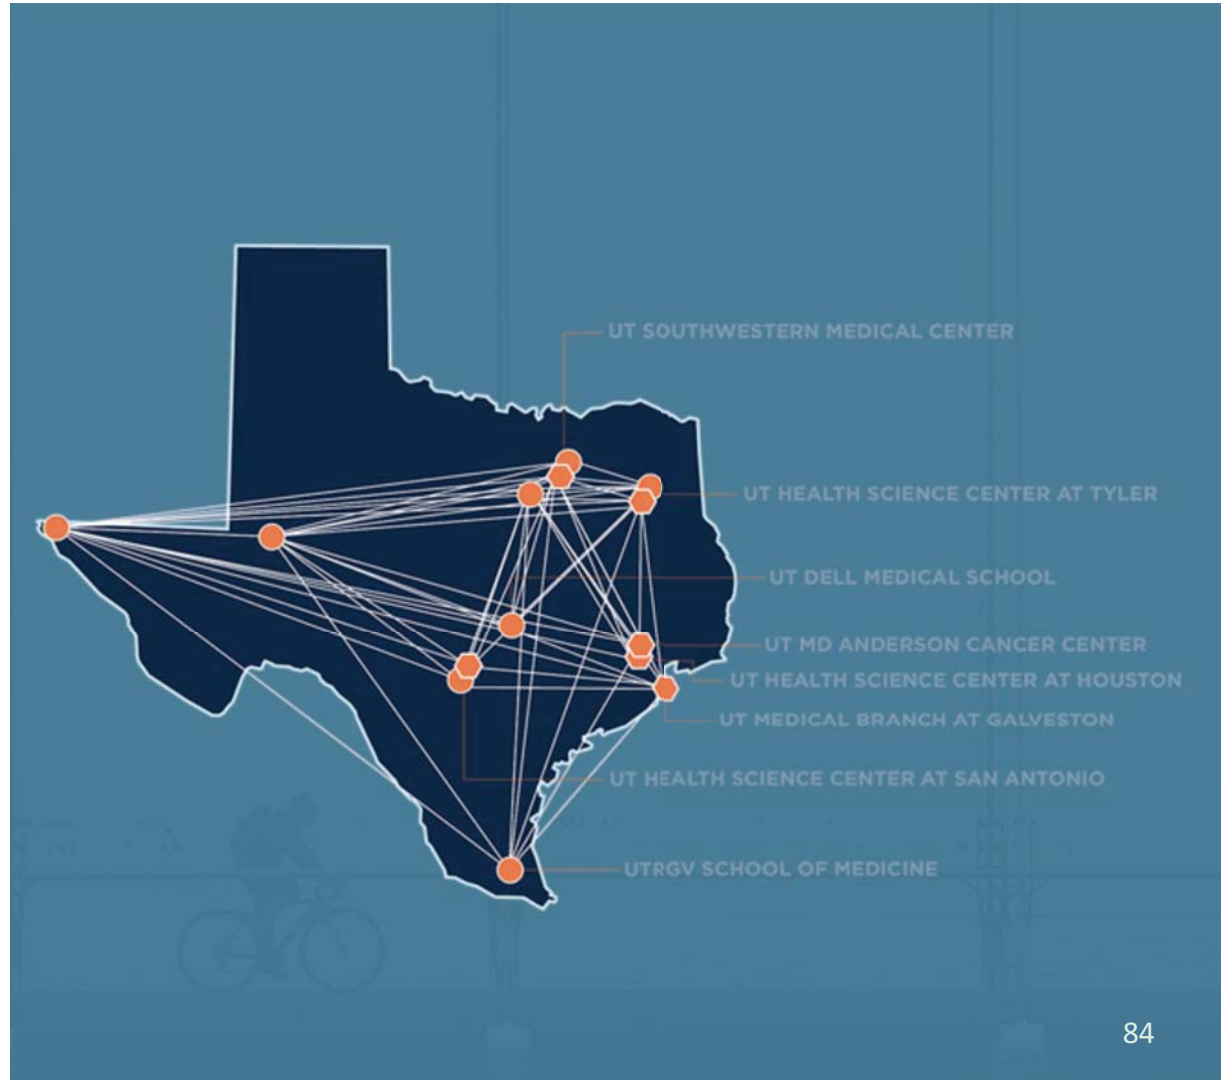 UT SOUTHWESTERN MEDICAL CENTER
UT HEALTH SCIENCE CENTER AT TYLER
UT DELL MEDICAL SCHOOL
UT MD ANDERSON CANCER CENTER
UT HEALTH SCIENCE CENTER AT HOUSTON
UT MEDICAL BRANCH AT GALVESTON
UT HEALTH SCIENCE CENTER AT SAN ANTONIO
UTRGV SCHOOL OF MEDICINE
84